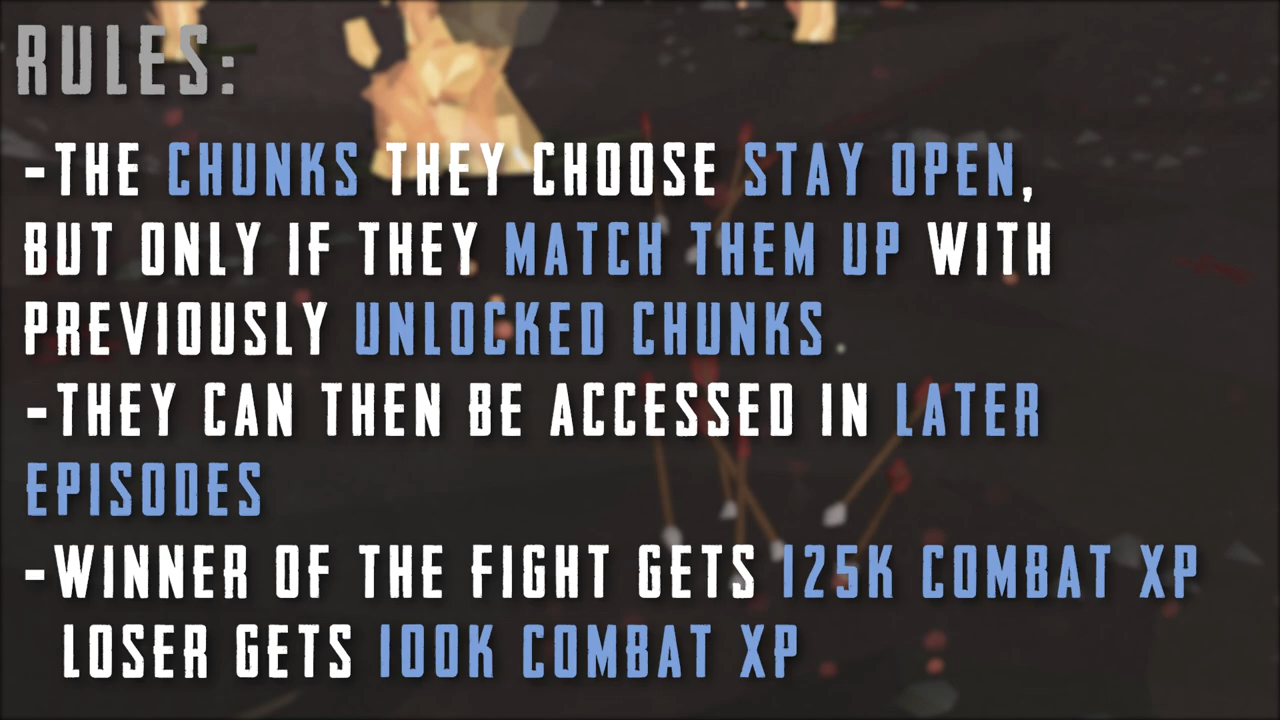 RULES:
-THE CHUNKS THEY CHOOSE STAY OPEN,
BUT ONLY IF THEY MATCH THEM UP WITH
PREVIOUSLY UNLOCKED CHUNKS
-THEY CAN THEN BE ACCESSED IN LATER
EPISODES
-WINNER OF THE FIGHT GETS 125K COMBAT XP
LOSER GETS 100K COMBAT XP